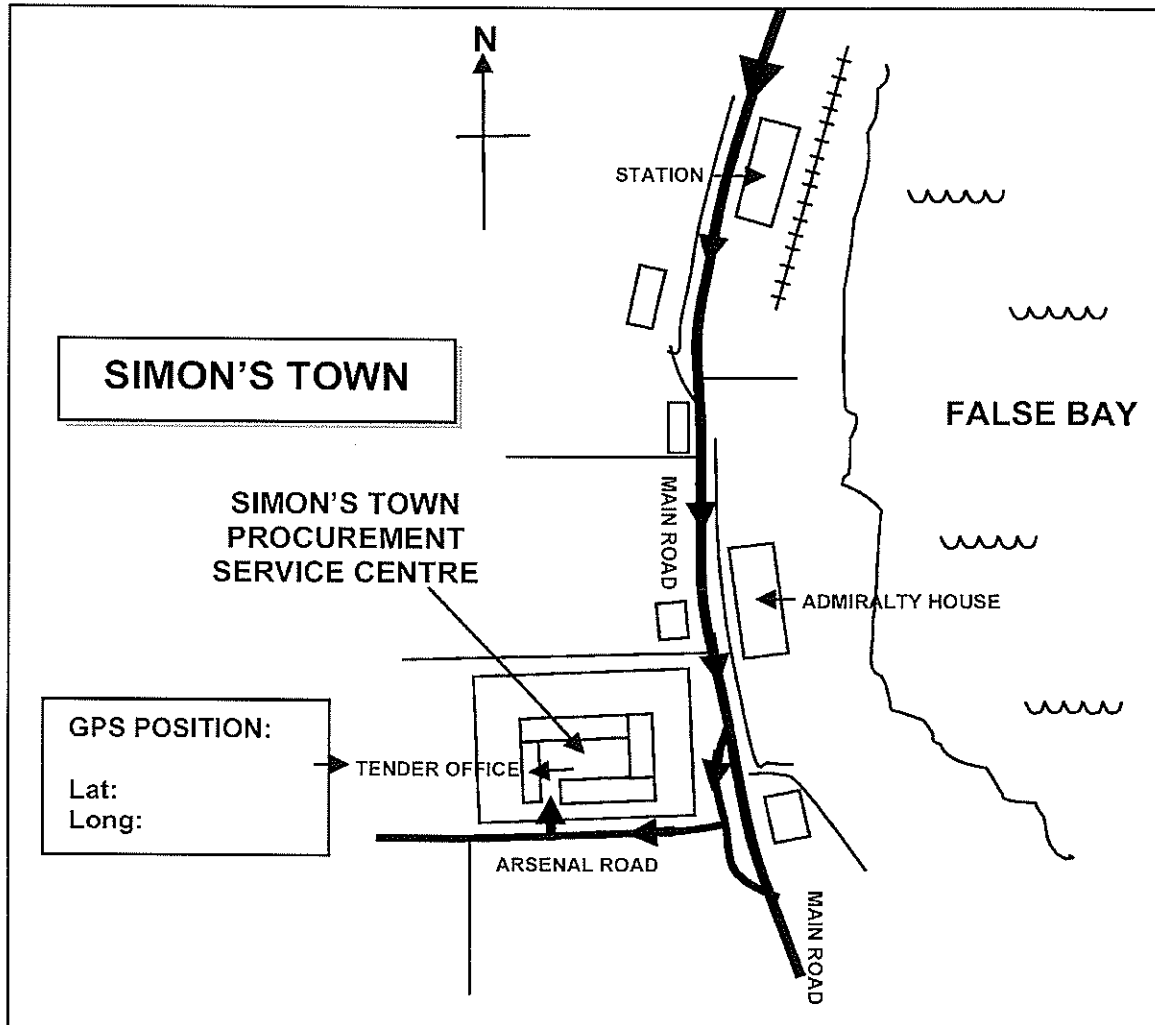 N
STATION
SIMON'S TOWN
FALSE BAY
SIMON'S TOWN
PROCUREMENT
SERVICE CENTRE
MAIN ROAD
ADMIRALTY HOUSE
GPS POSITION:
Lat:
Long:
TENDER OFFICE
ARSENAL ROAD
MAIN ROAD